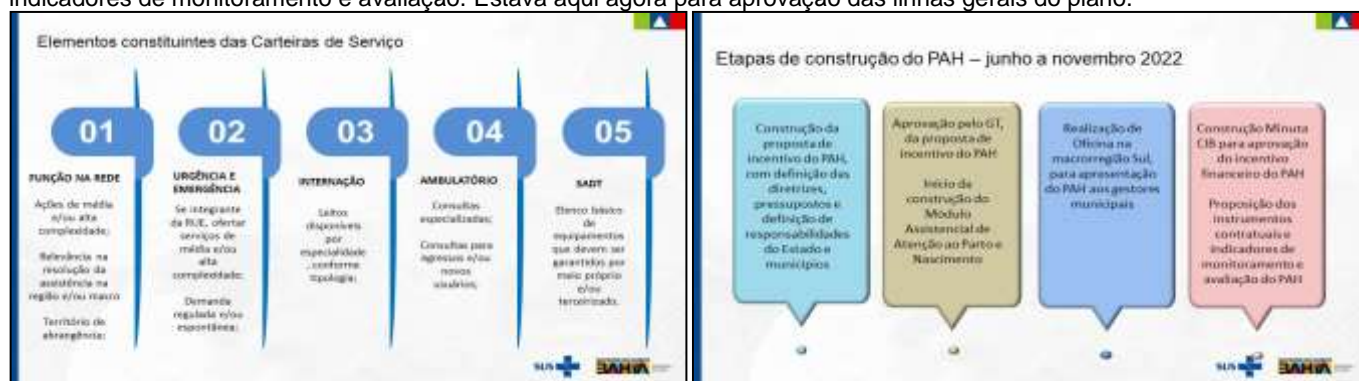 indicadores de monitoramento e avaliação. Estava aqui agora para aprovação das linhas gerais do plano.
Elementos constituintes das Carteiras de Serviço
01
FUNÇÃO NA REDE
Ações de média
e/ou alta
complexidade;
Relevância na
resolução da
assistência na
região e/ou macro
Território de
abrangência;
02
URGÊNCIA E
EMERGÊNCIA
Se integrante
da RUE, ofertar
serviços de
média e/ou
alta
complexidade;
Demanda
regulada e/ou
espontânea;
03
INTERNAÇÃO
Leitos
disponíveis
por
especialidade
, conforme
tipologia;
04
AMBULATÓRIO
Consultas
especializadas;
Consultas para
egressos e/ou
novos
usuários;
05
SADT
Elenco básico
de
equipamentos
que devem ser
garantidos por
meio próprio
e/ou
terceirizado.
SUS
BAHIA
Etapas de construção do PAH – junho a novembro 2022
Construção da
proposta de
incentivo do PAH,
com definição das
diretrizes,
pressupostos e
definição de
responsabilidades
do Estado e
municípios
Aprovação pelo GT,
da proposta de
incentivo do PAH
Início da
construção do
Módulo
Assistencial de
Atenção ao Parto e
Nascimento
Realização de
Oficina na
macrorregião Sul,
para apresentação
do PAH aos gestores
municipais
Construção Minuta
CIB para aprovação
do incentivo
financeiro do PAH
Proposição dos
instrumentos
contratuais e
indicadores de
monitoramento e
avaliação do PAH
SUS
BAHIA